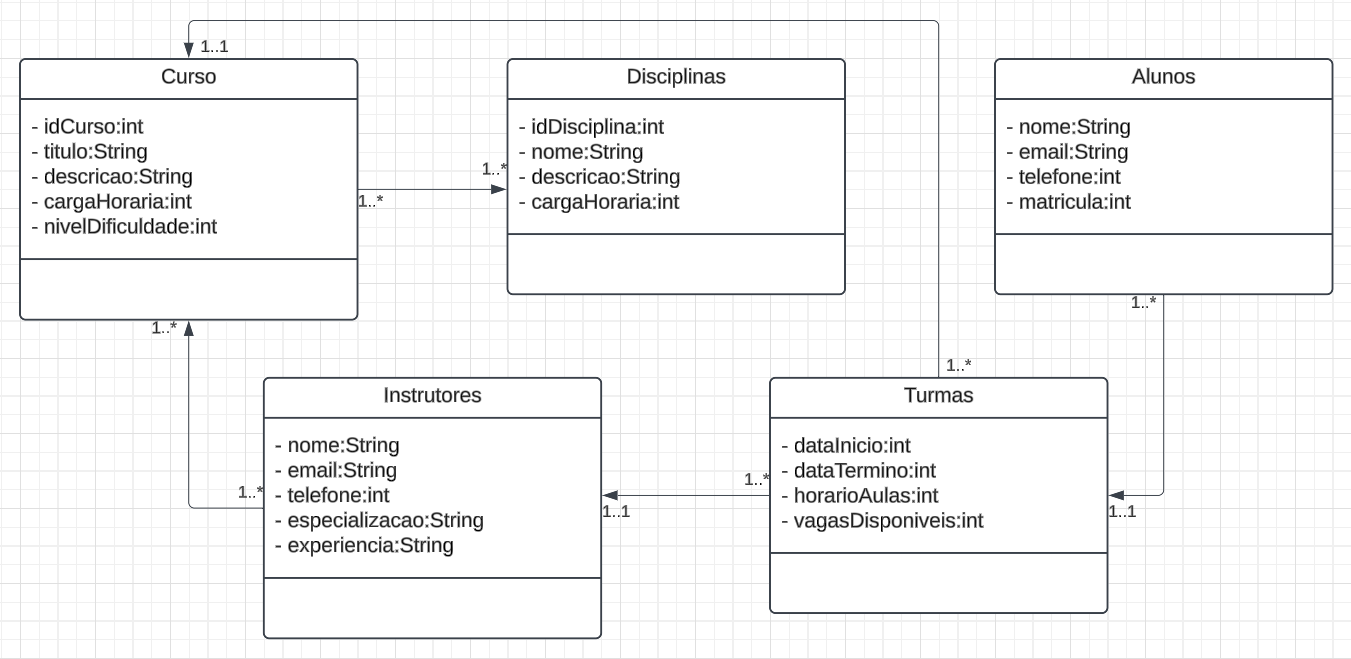 1..1
Curso
- idCurso:int
- titulo:String
- descricao:String
- cargaHoraria:int
- nivelDificuldade:int
1..*
1..*
Disciplinas
- idDisciplina:int
- nome:String
- descricao:String
- cargaHoraria:int
Alunos
- nome:String
- email:String
- telefone:int
- matricula:int
1..*
1..*
1..*
Instrutores
- nome:String
- email:String
- telefone:int
- especializacao:String
- experiencia:String
1..*
1..1
1..*
1..*
Turmas
- dataInicio:int
- dataTermino:int
- horarioAulas:int
- vagasDisponiveis:int
1..1